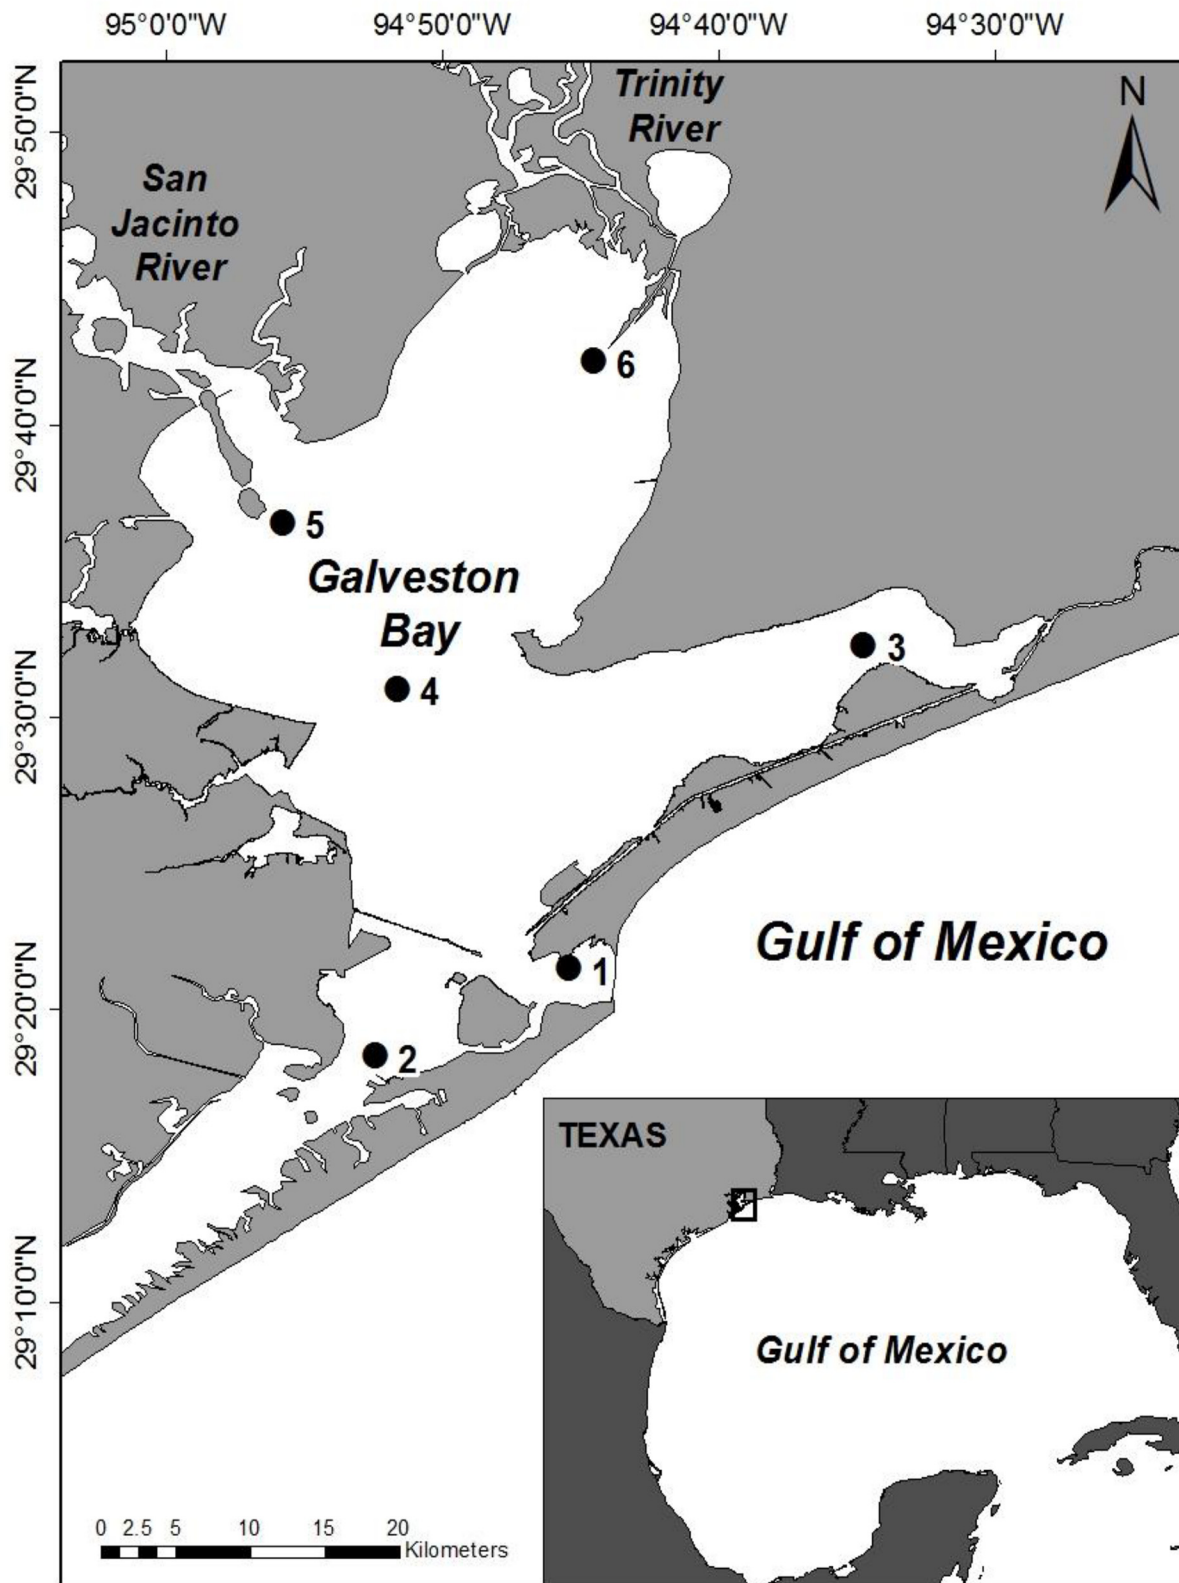 95°0'0"W
94°50'0"W
94°40'0"W
94°30'0"W
29°50'0"N
29°40'0"N
29°30'0"N
29°20'0"N
29°10'0"N
Trinity
River
N
San
Jacinto
River
6
5
Galveston
Bay
3
4
Gulf of Mexico
1
2
TEXAS
Gulf of Mexico
0 2.5 5 10 15 20
Kilometers